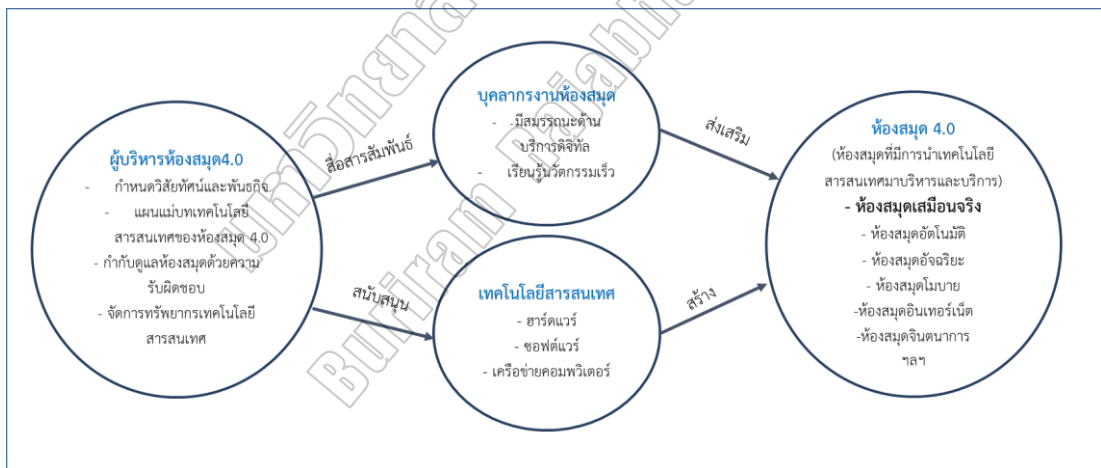 ผู้บริหารห้องสมุด4.0
- กำหนดวิสัยทัศน์และพันธกิจ
- แผนแม่บทเทคโนโลยี
สารสนเทศของห้องสมุด 4.0
- กำกับดูแลห้องสมุดด้วยความ
รับผิดชอบ
- จัดการทรัพยากรเทคโนโลยี
สารสนเทศ
สื่อสารสัมพันธ์
สนับสนุน
บุคลากรงานห้องสมุด
- -มีสมรรถนะด้าน
บริการดิจิทัล
- เรียนรู้นวัตกรรมเร็ว
เทคโนโลยีสารสนเทศ
- ฮาร์ดแวร์
- ซอฟต์แวร์
- เครือข่ายคอมพวิเตอร์
ส่งเสริม
สร้าง
ห้องสมุด 4.0
(ห้องสมุดที่มีการนำเทคโนโลยี
สารสนเทศมาบริหารและบริการ)
- ห้องสมุดเสมือนจริง
- ห้องสมุดอัตโนมัติ
- ห้องสมุดอัจฉริยะ
- ห้องสมุดโมบาย
-ห้องสมุดอินเทอร์เน็ต
-ห้องสมุดจินตนาการ
ฯลฯ
Buriram Rajabha